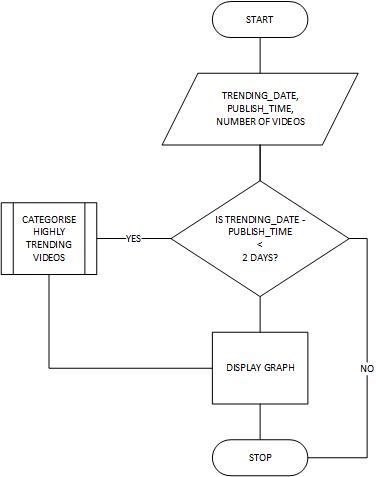 START
TRENDING_DATE,
PUBLISH_TIME,
NUMBER OF VIDEOS
IS TRENDING_DATE -
PUBLISH_TIME
<
2 DAYS?
YES
CATEGORISE
HIGHLY
TRENDING
VIDEOS
DISPLAY GRAPH
NO
STOP